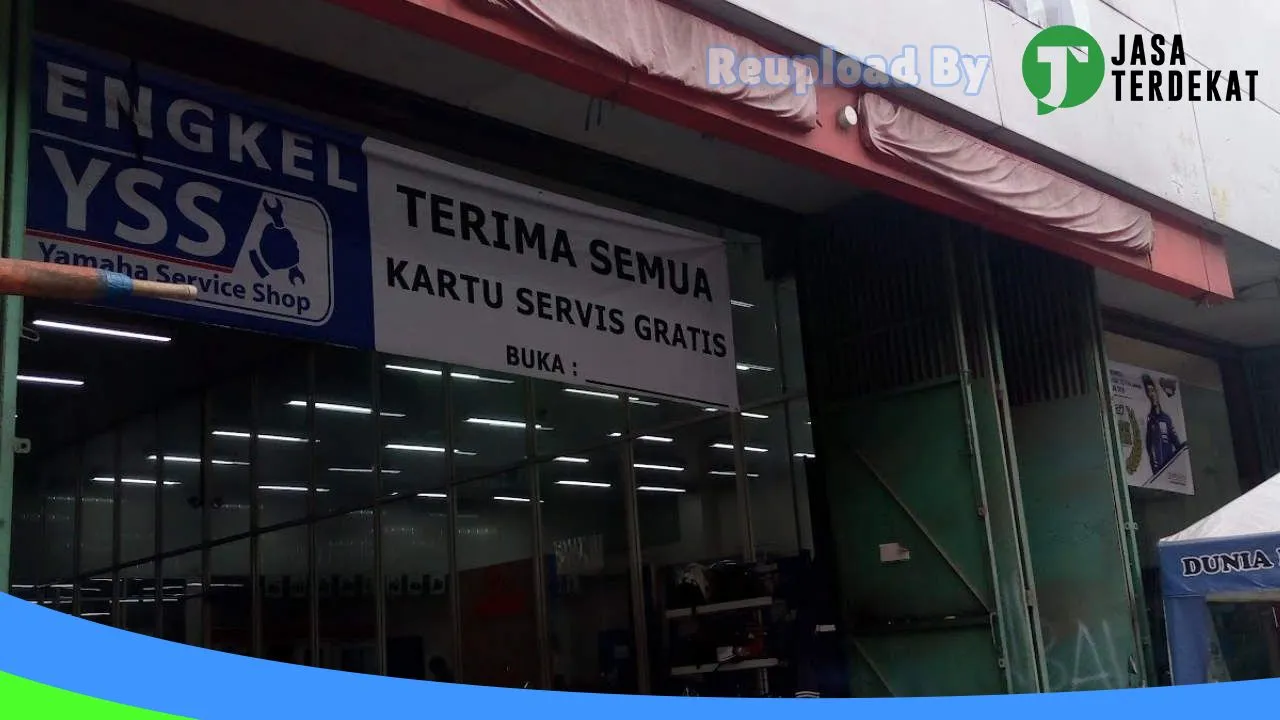 Reupload By
JASA
TERDEKAT
ENGKEL
YSS
Yamaha Service Shop
TERIMA SEMUA
KARTU SERVIS GRATIS
BUKA :
DUNIA